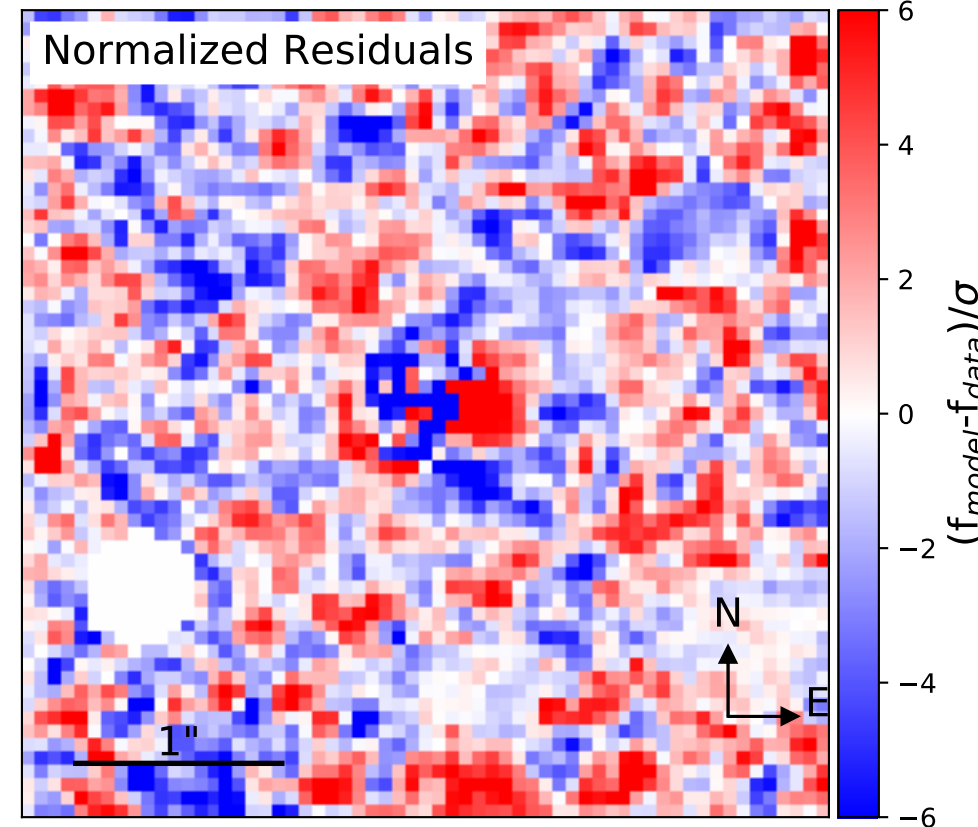 Normalized Residuals
6
4
2
0
−2
−4
−6
(f_model-f_data)/σ
N
E
1"